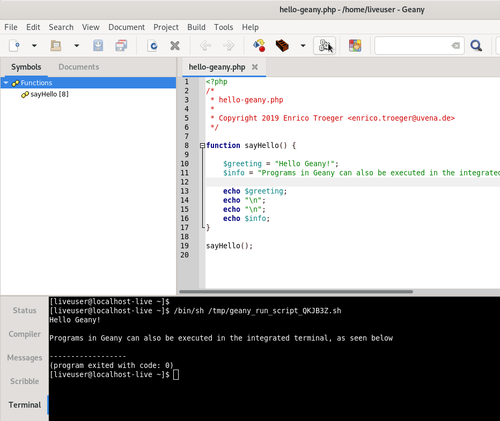 hello-geany.php - /home/liveuser - Geany
File Edit Search View Document Project Build Tools Help
Symbols Documents
Functions
sayHello [8]
hello-geany.php
1 <?php
2 /*
3 * hello-geany.php
4 *
5 * Copyright 2019 Enrico Troeger <enrico.troeger@uvena.de>
6 */
7
8 function sayHello() {
9
10 $greeting = "Hello Geany!";
11 $info = "Programs in Geany can also be executed in the integrated
12
13 echo $greeting;
14 echo "\n";
15 echo "\n";
16 echo $info;
17 }
18
19 sayHello();
20
Status
Compiler
Messages
Scribble
Terminal
[liveuser@localhost-live ~]$
[liveuser@localhost-live ~]$ /bin/sh /tmp/geany_run_script_QKJB3Z.sh
Hello Geany!
Programs in Geany can also be executed in the integrated terminal, as seen below
------------------
(program exited with code: 0)
[liveuser@localhost-live ~]$